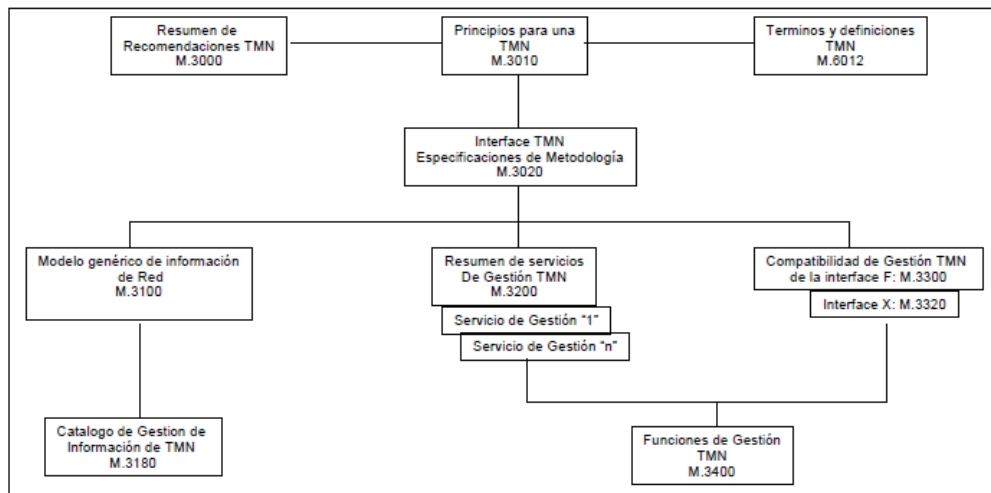 Resumen de
Recomendaciones TMN
M.3000
Principios para una
TMN
M.3010
Terminos y definiciones
TMN
M.6012
Interface TMN
Especificaciones de Metodología
M.3020
Modelo genérico de información
de Red
M.3100
Resumen de servicios
De Gestión TMN
M.3200
Servicio de Gestión "1"
Servicio de Gestión "n"
Compatibilidad de Gestión TMN
de la interface F: M.3300
Interface X: M.3320
Catalogo de Gestion de
Información de TMN
M.3180
Funciones de Gestión
TMN
M.3400